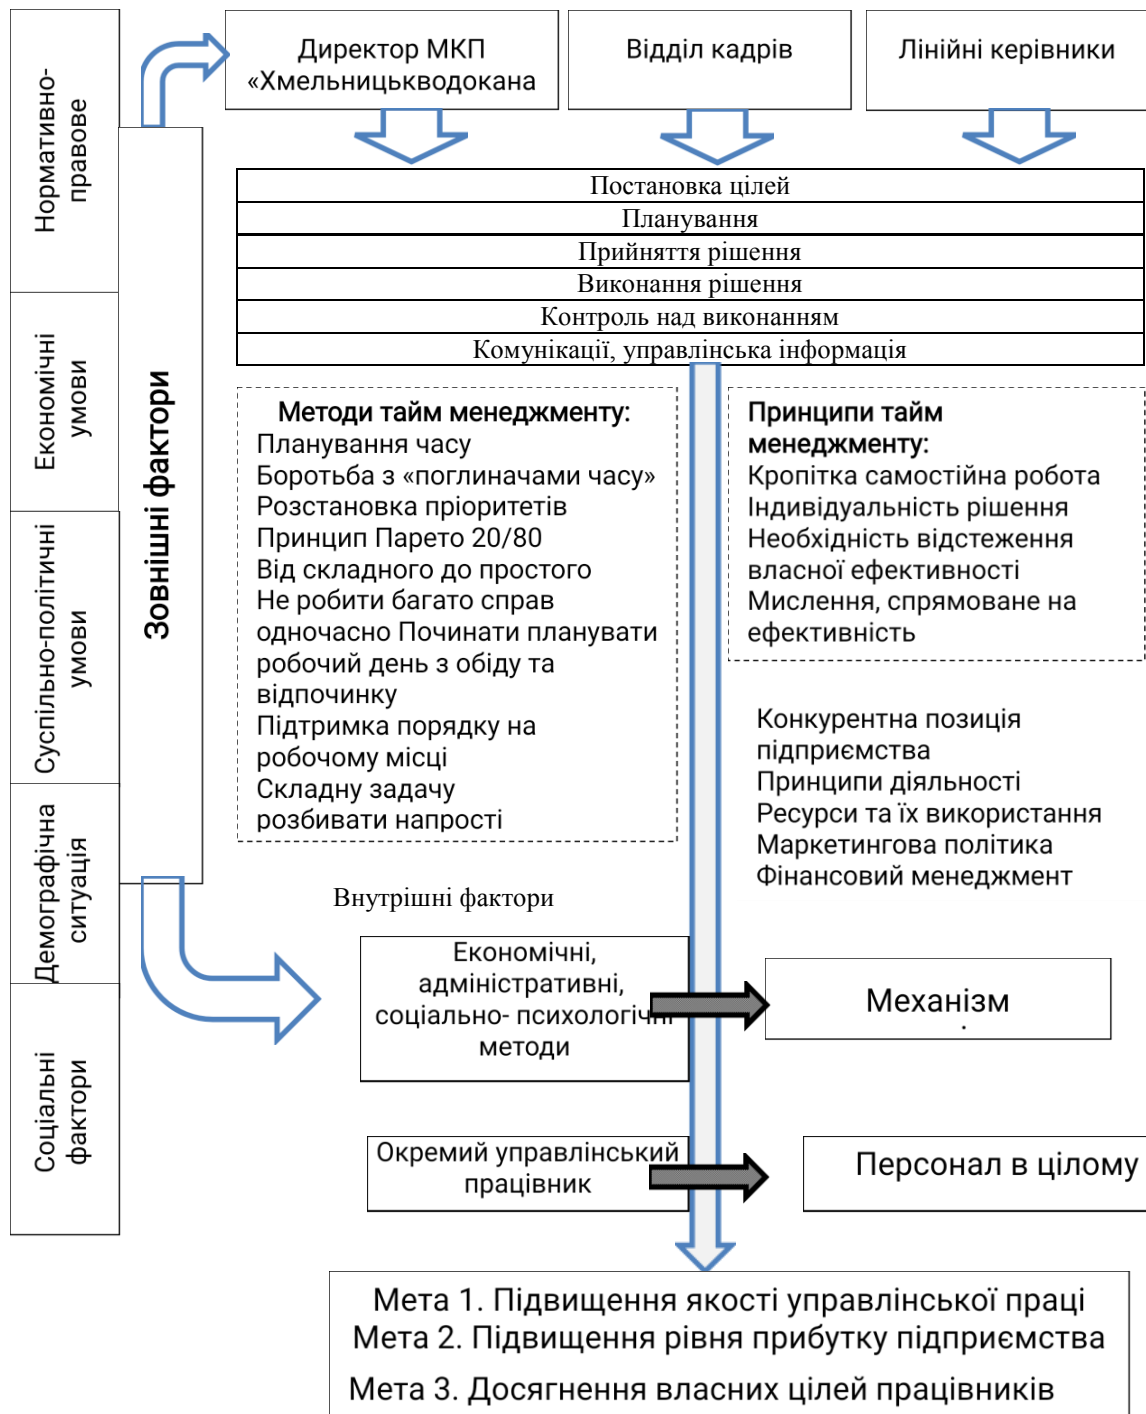 Нормативно-
правове
Економічні
умови
Суспільно-політичні
умови
Демографічна
ситуація
Соціальні
фактори
Зовнішні фактори
Директор МКП
«Хмельницькводокана
Відділ кадрів
Лінійні керівники
Постановка цілей
Планування
Прийняття рішення
Виконання рішення
Контроль над виконанням
Комунікації, управлінська інформація
Методи тайм менеджменту:
Планування часу
Боротьба з «поглиначами часу»
Розстановка пріоритетів
Принцип Парето 20/80
Від складного до простого
Не робити багато справ
одночасно Починати планувати
робочий день з обіду та
відпочинку
Підтримка порядку на
робочому місці
Складну задачу
розбивати напрості
Принципи тайм
менеджменту:
Кропітка самостійна робота
Індивідуальність рішення
Необхідність відстеження
власної ефективності
Мислення, спрямоване на
ефективність
Конкурентна позиція
підприємства
Принципи діяльності
Ресурси та їх використання
Маркетингова політика
Фінансовий менеджмент
Внутрішні фактори
Економічні,
адміністративні,
соціально- психологічні
методи
Механізм
Окремий управлінський
працівник
Персонал в цілому
Мета 1. Підвищення якості управлінської праці
Мета 2. Підвищення рівня прибутку підприємства
Мета 3. Досягнення власних цілей працівників